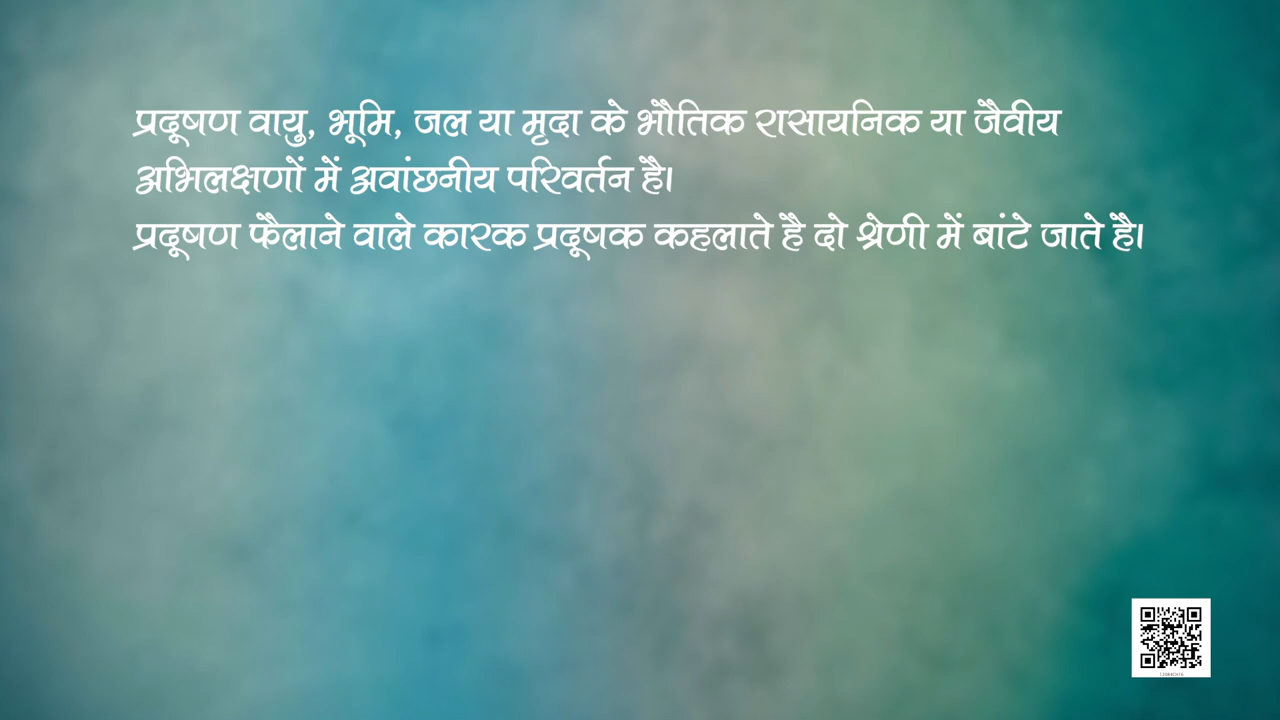 प्रदूषण वायु, भूमि, जल या मृदा के भौतिक रासायनिक या जैवीय
अभिलक्षणों में अवांछनीय परिवर्तन है।
प्रदूषण फैलाने वाले कारक प्रदूषक कहलाते है दो श्रेणी में बांटे जाते है।